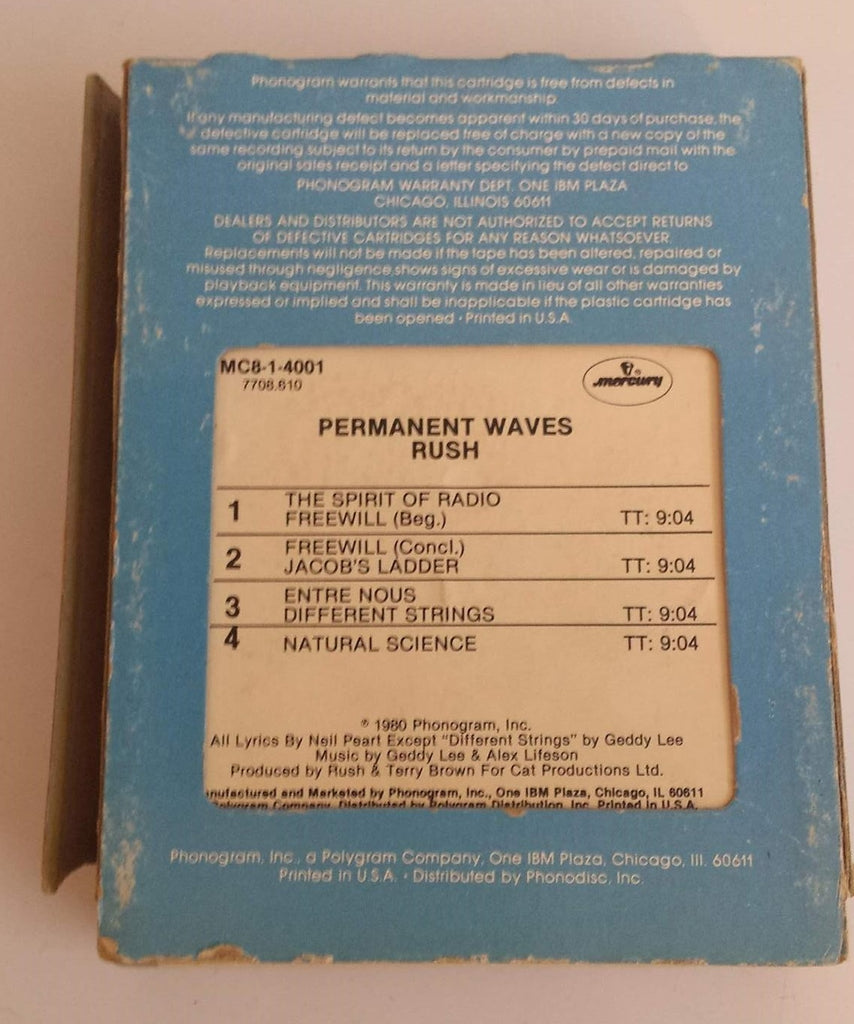 Phonogram warrants that this cartridge is free from defects in
material and workmanship.
If any manufacturing defect becomes apparent within 30 days of purchase, the
defective cartridge will be replaced free of charge with a new copy of the
same recording subject to its return by the consumer by prepaid mail with the
original sales receipt and a letter specifying the defect direct to
PHONOGRAM WARRANTY DEPT. ONE IBM PLAZA
CHICAGO, ILLINOIS 60611
DEALERS AND DISTRIBUTORS ARE NOT AUTHORIZED TO ACCEPT RETURNS
OF DEFECTIVE CARTRIDGES FOR ANY REASON WHATSOEVER.
Replacements will not be made if the tape has been altered, repaired or
misused through negligence, shows signs of excessive wear or is damaged by
playback equipment. This warranty is made in lieu of all other warranties
expressed or implied and shall be inapplicable if the plastic cartridge has
been opened • Printed in U.S.A.
MC8-1-4001
7708.610
mercury ®
PERMANENT WAVES
RUSH
1 THE SPIRIT OF RADIO
FREEWILL (Beg.) TT: 9:04
2 FREEWILL (Concl.)
JACOB'S LADDER TT: 9:04
3 ENTRE NOUS
DIFFERENT STRINGS TT: 9:04
4 NATURAL SCIENCE TT: 9:04
℗ 1980 Phonogram, Inc.
All Lyrics By Neil Peart Except "Different Strings" by Geddy Lee
Music by Geddy Lee & Alex Lifeson
Produced by Rush & Terry Brown For Cat Productions Ltd.
nufactured and Marketed by Phonogram, Inc., One IBM Plaza, Chicago, IL 60611
Polygram Company, Distributed by Polygram Distribution, Inc. Printed in U.S.A.
Phonogram, Inc., a Polygram Company, One IBM Plaza, Chicago, Ill. 60611
Printed in U.S.A. • Distributed by Phonodisc, Inc.